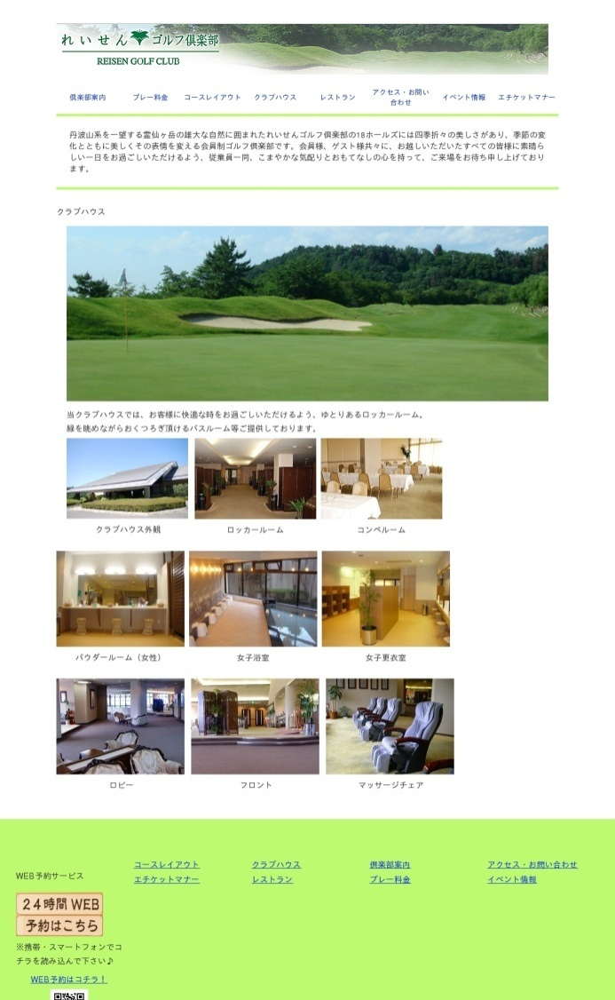 れいせん ゴルフ倶楽部
REISEN GOLF CLUB
倶楽部案内
プレー料金
コースレイアウト
クラブハウス
レストラン
アクセス・お問い
合わせ
イベント情報
エチケットマナー
丹波山系を一望する霊仙ヶ岳の雄大な自然に囲まれたれいせんゴルフ倶楽部の18ホールズには四季折々の美しさがあり、季節の変
化とともに美しくその表情を変える会員制ゴルフ倶楽部です。会員様、ゲスト様共々に、お越しいただいたすべての皆様に素晴ら
しい一日をお過ごしいただけるよう、従業員一同、こまやかな気配りとおもてなしの心を持って、ご来場をお待ち申し上げており
ます。
クラブハウス
当クラブハウスでは、お客様に快適な時をお過ごしいただけるよう、ゆとりあるロッカールーム。
緑を眺めながらおくつろぎ頂けるバスルーム等ご提供しております。
クラブハウス外観
ロッカールーム
コンペルーム
パウダールーム（女性）
女子浴室
女子更衣室
ロビー
フロント
マッサージチェア
WEB予約サービス
24時間WEB
予約はこちら
※携帯・スマートフォンでコ
チラを読み込んで下さい♪
WEB予約はコチラ！
コースレイアウト
エチケットマナー
クラブハウス
レストラン
倶楽部案内
プレー料金
アクセス・お問い合わせ
イベント情報